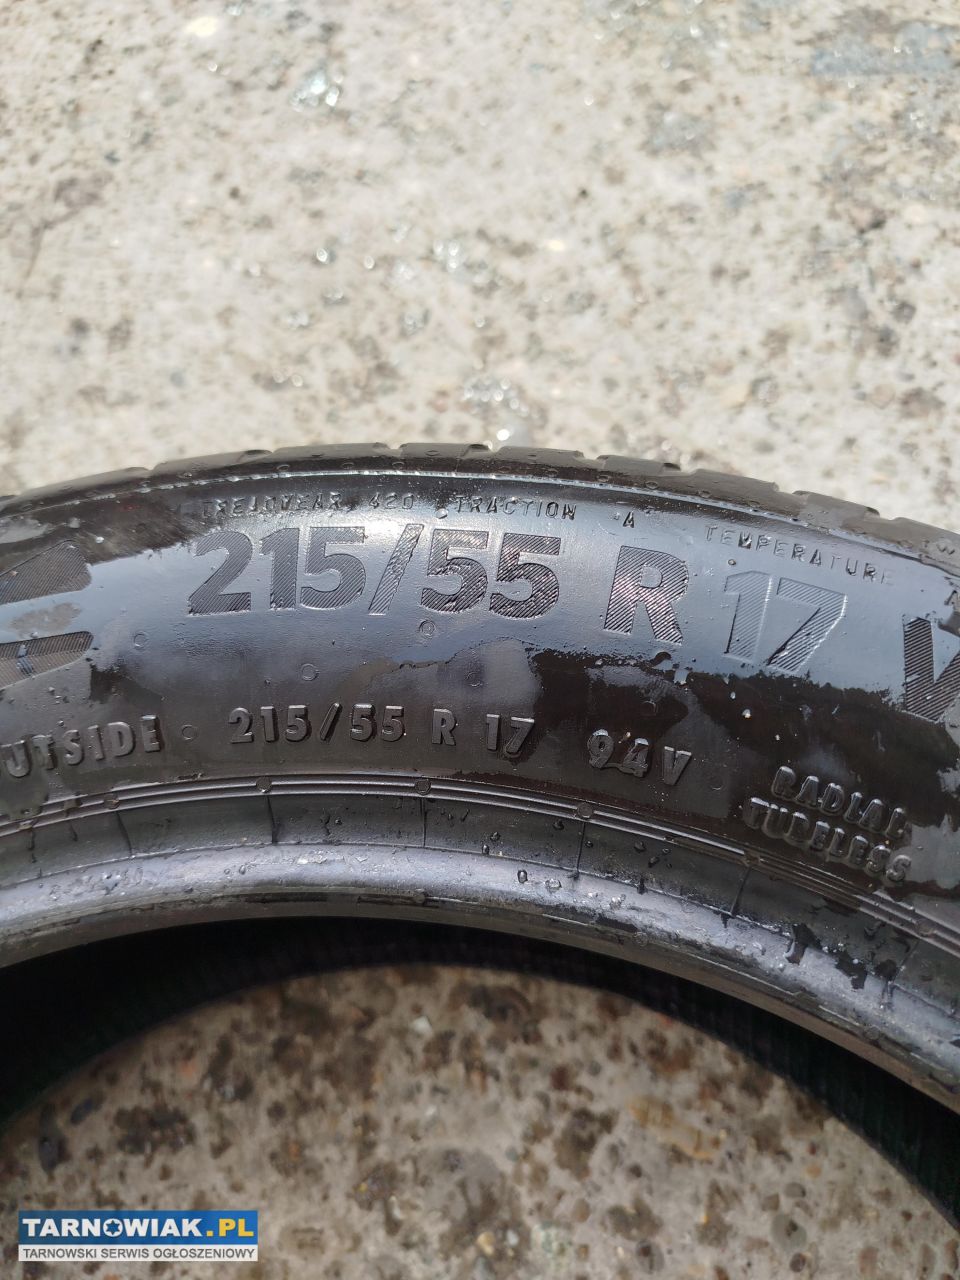 TREADWEAR 420 TRACTION A TEMPERATURE
215/55 R 17
OUTSIDE 215/55 R 17 94V
RADIAL
TUBELESS
TARNOWIAK.PL
TARNOWSKI SERWIS OGŁOSZENIOWY